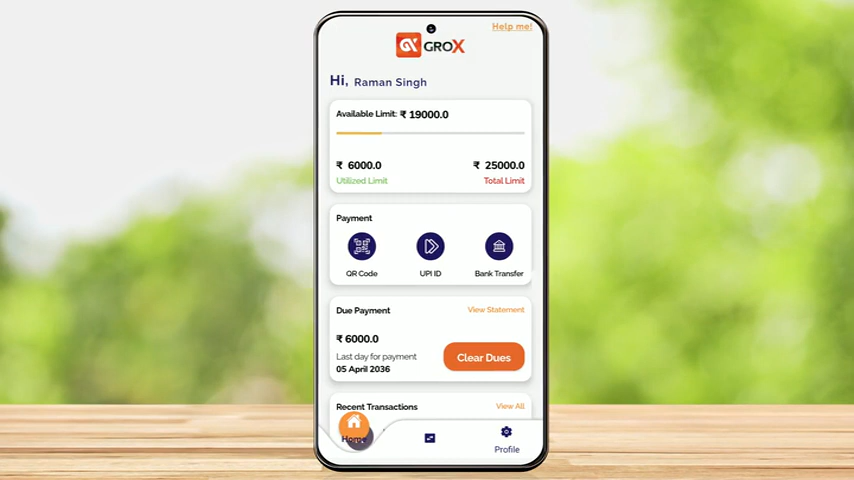 Help me!
GROX
Hi, Raman Singh
Available Limit: ₹ 19000.0
₹ 6000.0 ₹ 25000.0
Utilized Limit Total Limit
Payment
QR Code UPI ID Bank Transfer
Due Payment View Statement
₹ 6000.0
Last day for payment
05 April 2036
Clear Dues
Recent Transactions View All
Home
Profile